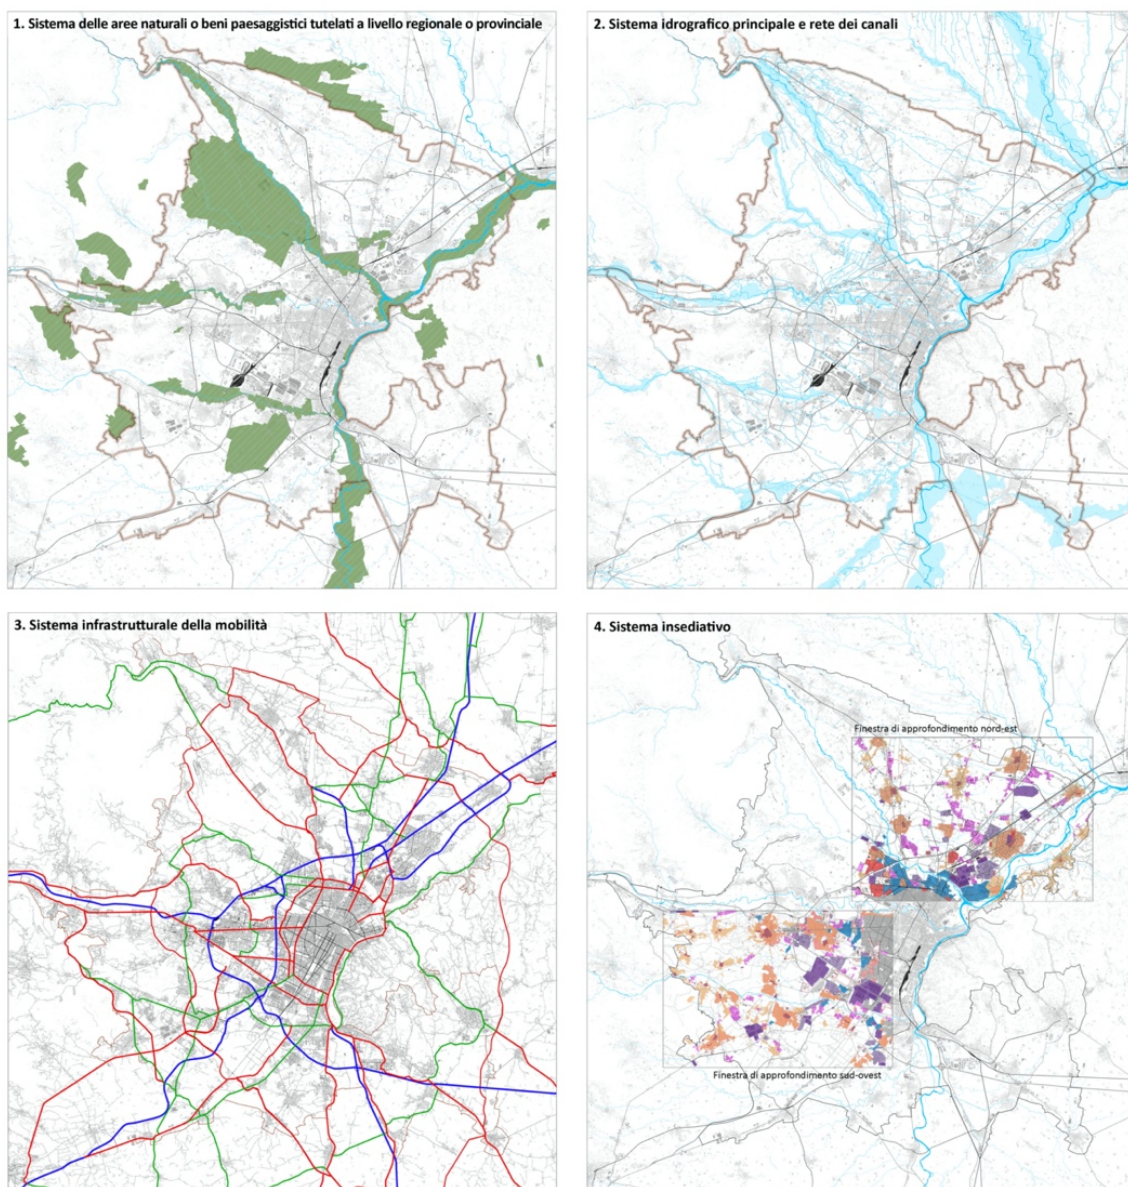 1. Sistema delle aree naturali o beni paesaggistici tutelati a livello regionale o provinciale
2. Sistema idrografico principale e rete dei canali
3. Sistema infrastrutturale della mobilità
4. Sistema insediativo
Finestra di approfondimento nord-est
Finestra di approfondimento sud-ovest